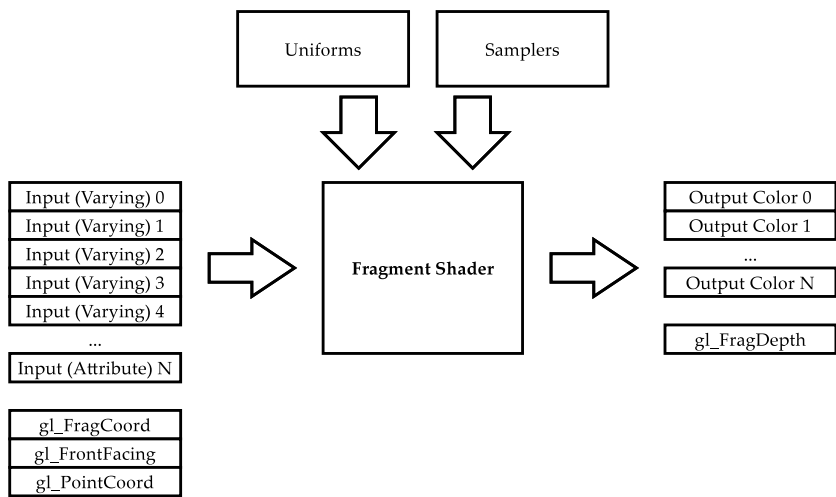 Uniforms
Samplers
Input (Varying) 0
Input (Varying) 1
Input (Varying) 2
Input (Varying) 3
Input (Varying) 4
...
Input (Attribute) N
gl_FragCoord
gl_FrontFacing
gl_PointCoord
Fragment Shader
Output Color 0
Output Color 1
...
Output Color N
gl_FragDepth